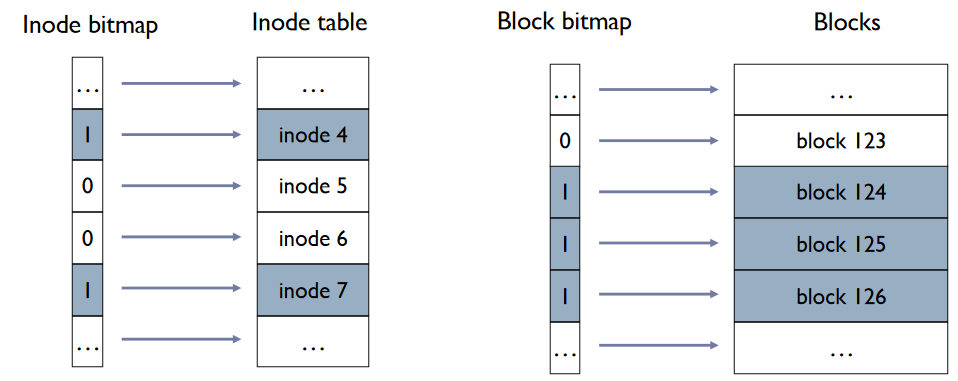 Inode bitmap
Inode table
...
...
1
inode 4
0
inode 5
0
inode 6
1
inode 7
...
...
Block bitmap
Blocks
...
...
0
block 123
1
block 124
1
block 125
1
block 126
...
...